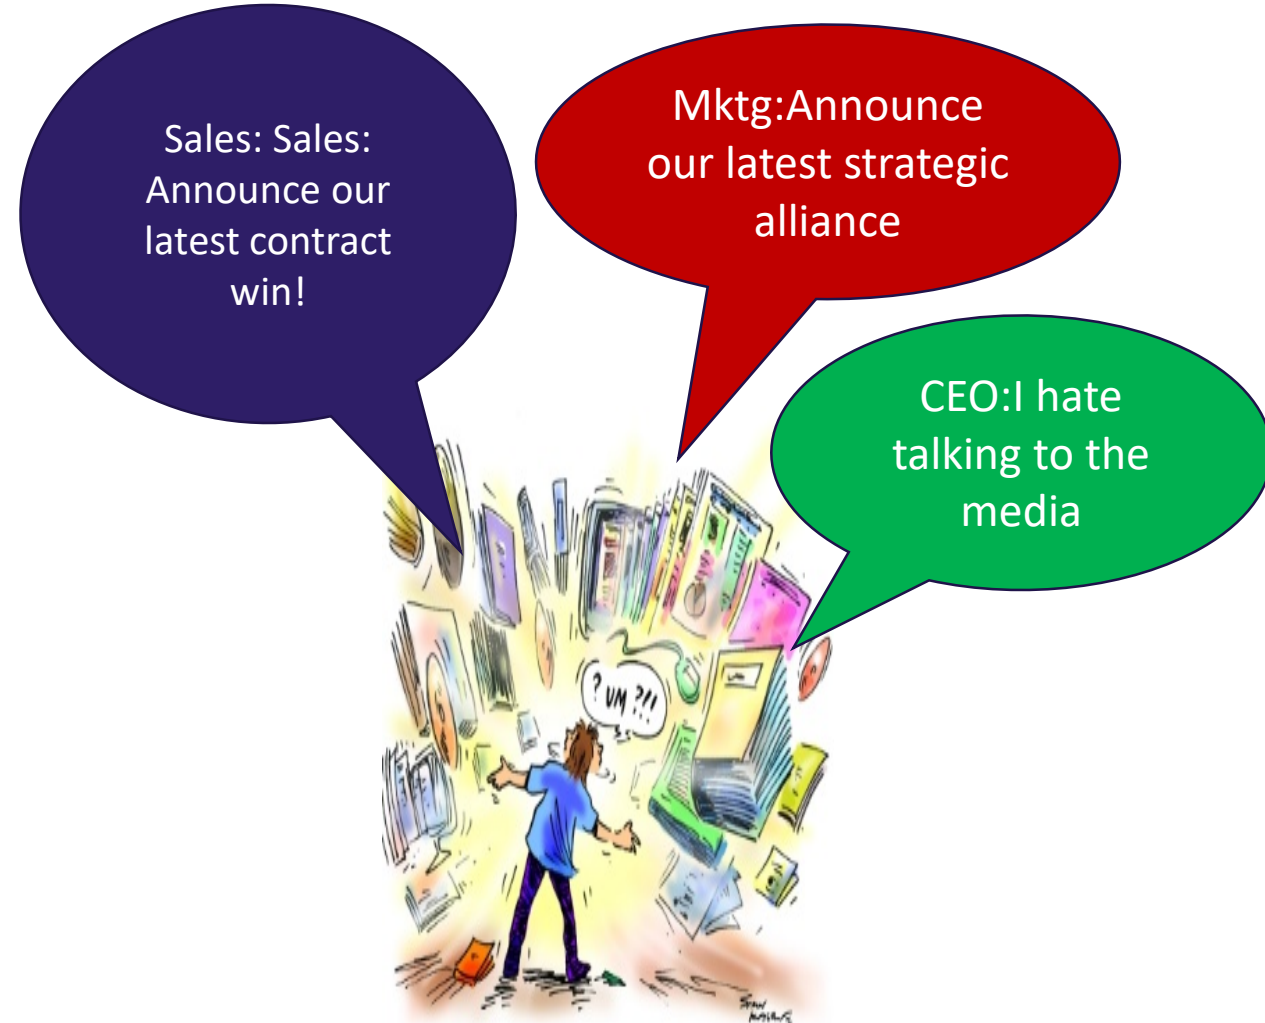 Sales: Sales:
Announce our
latest contract
win!
Mktg:Announce
our latest strategic
alliance
CEO:I hate
talking to the
media
? UM ?!!